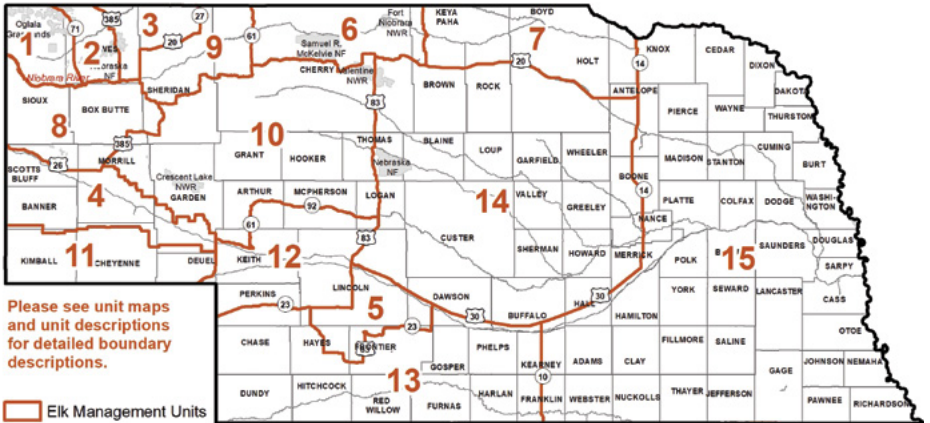 Oglala
Grasslands
1
71
2
385
3
27
20
9
61
6
Fort
Niobrara
NWR
Samuel R.
McKelvie NF
KEYA
PAHA
BOYD
7
KNOX
CEDAR
DIXON
DAKOTA
Niobrara River
SIOUX
BOX BUTTE
SHERIDAN
CHERRY
Valentine
NWR
BROWN
ROCK
20
HOLT
14
ANTELOPE
PIERCE
WAYNE
THURSTON
8
385
83
10
26
MORRILL
SCOTTS
BLUFF
GRANT
HOOKER
THOMAS
BLAINE
LOUP
GARFIELD
WHEELER
MADISON
STANTON
CUMING
BURT
Crescent Lake
NWR
GARDEN
Nebraska
NF
BOONE
4
BANNER
ARTHUR
MCPHERSON
LOGAN
92
61
14
VALLEY
GREELEY
14
NANCE
PLATTE
COLFAX
DODGE
WASH-
INGTON
83
11
KIMBALL
CHEYENNE
DEUEL
KEITH
12
CUSTER
SHERMAN
HOWARD
MERRICK
POLK
15
SAUNDERS
DOUGLAS
SARPY
Please see unit maps
and unit descriptions
for detailed boundary
descriptions.
PERKINS
23
LINCOLN
5
DAWSON
30
BUFFALO
HALL
30
HAMILTON
YORK
SEWARD
LANCASTER
CASS
OTOE
CHASE
HAYES
23
FRONTIER
GOSPER
PHELPS
KEARNEY
ADAMS
CLAY
FILLMORE
SALINE
GAGE
JOHNSON
NEMAHA
13
10
DUNDY
HITCHCOCK
RED
WILLOW
FURNAS
HARLAN
FRANKLIN
WEBSTER
NUCKOLLS
THAYER
JEFFERSON
PAWNEE
RICHARDSON
Elk Management Units